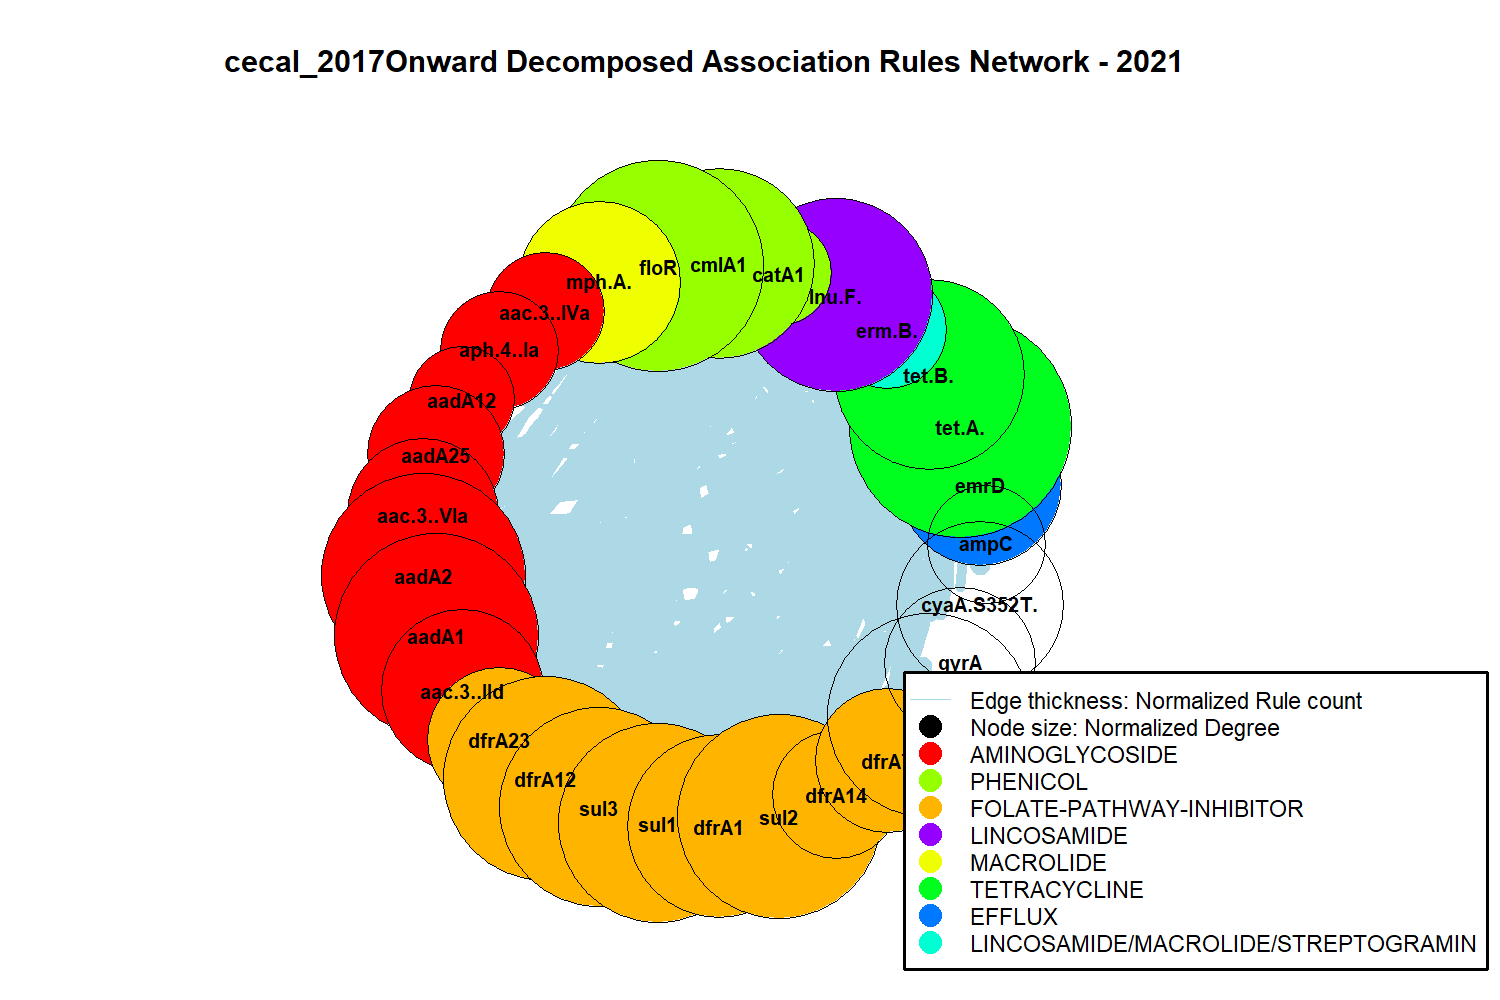 cecal_2017Onward Decomposed Association Rules Network - 2021
floR
cmlA1
catA1
mph.A.
lnu.F.
aac.3..IVa
erm.B.
aph.4..Ia
tet.B.
aadA12
tet.A.
aadA25
emrD
aac.3..VIa
ampC
aadA2
cyaA.S352T.
aadA1
gyrA
aac.3..IId
dfrA23
dfrA12
sul3
sul1
dfrA1
sul2
dfrA14
Edge thickness: Normalized Rule count
Node size: Normalized Degree
AMINOGLYCOSIDE
PHENICOL
FOLATE-PATHWAY-INHIBITOR
LINCOSAMIDE
MACROLIDE
TETRACYCLINE
EFFLUX
LINCOSAMIDE/MACROLIDE/STREPTOGRAMIN